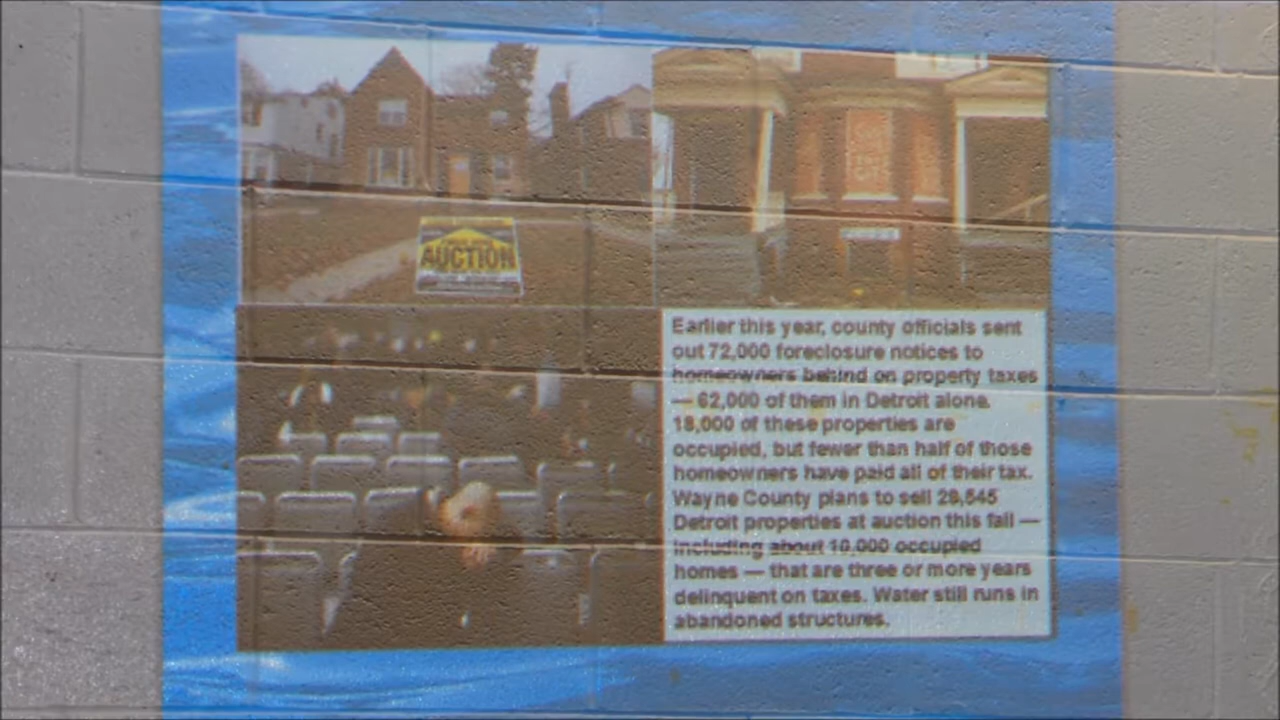 AUCTION
Earlier this year, county officials sent
out 72,000 foreclosure notices to
homeowners behind on property taxes
— 62,000 of them in Detroit alone.
18,000 of these properties are
occupied, but fewer than half of those
homeowners have paid all of their tax.
Wayne County plans to sell 28,545
Detroit properties at auction this fall —
including about 10,000 occupied
homes — that are three or more years
delinquent on taxes. Water still runs in
abandoned structures.